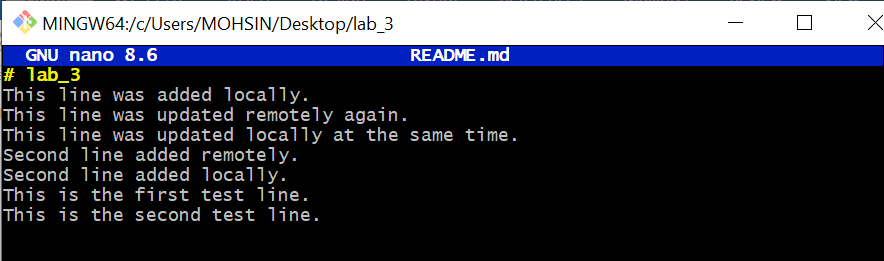 MINGW64:/c/Users/MOHSIN/Desktop/lab_3
GNU nano 8.6 README.md
# lab_3
This line was added locally.
This line was updated remotely again.
This line was updated locally at the same time.
Second line added remotely.
Second line added locally.
This is the first test line.
This is the second test line.